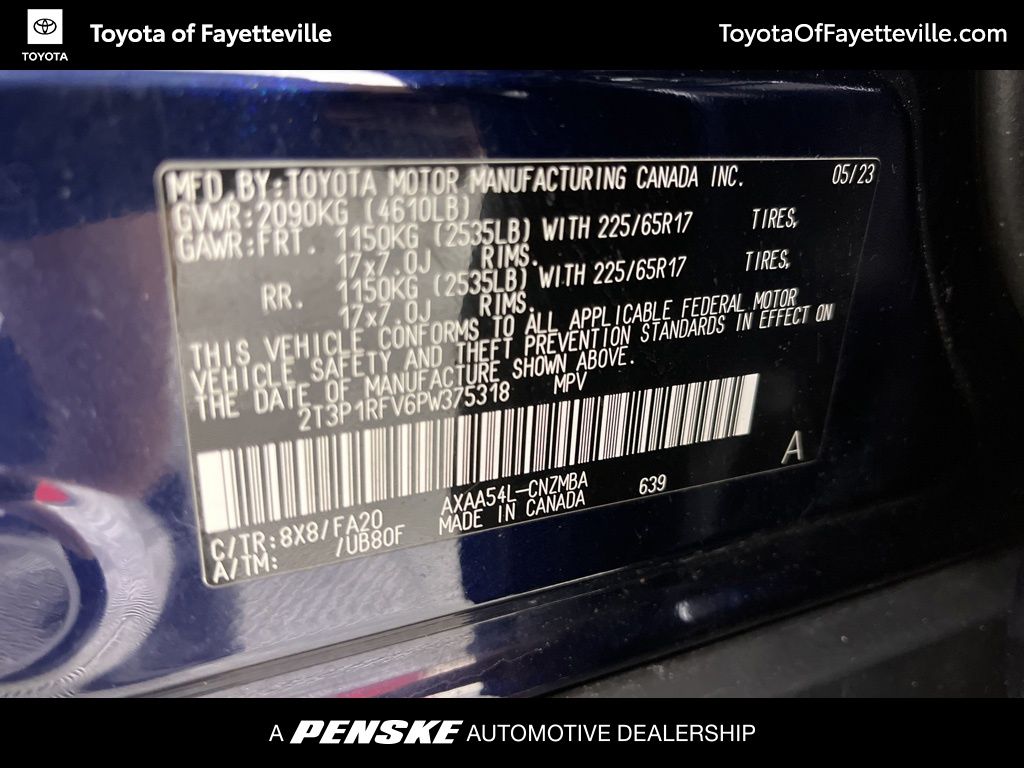 TOYOTA
Toyota of Fayetteville
ToyotaOfFayetteville.com
MFD. BY: TOYOTA MOTOR MANUFACTURING CANADA INC. 05/23
GVWR: 2090KG (4610LB)
GAWR: FRT. 1150KG (2535LB) WITH 225/65R17 TIRES,
17x7.0J RIMS.
RR. 1150KG (2535LB) WITH 225/65R17 TIRES,
17x7.0J RIMS.
THIS VEHICLE CONFORMS TO ALL APPLICABLE FEDERAL MOTOR
VEHICLE SAFETY AND THEFT PREVENTION STANDARDS IN EFFECT ON
THE DATE OF MANUFACTURE SHOWN ABOVE.
2T3P1RFV6PW375318 MPV
A
C/TR: 8X8/FA20 AXAA54L-CNZMBA 639
A/TM: /UB80F MADE IN CANADA
A PENSKE AUTOMOTIVE DEALERSHIP